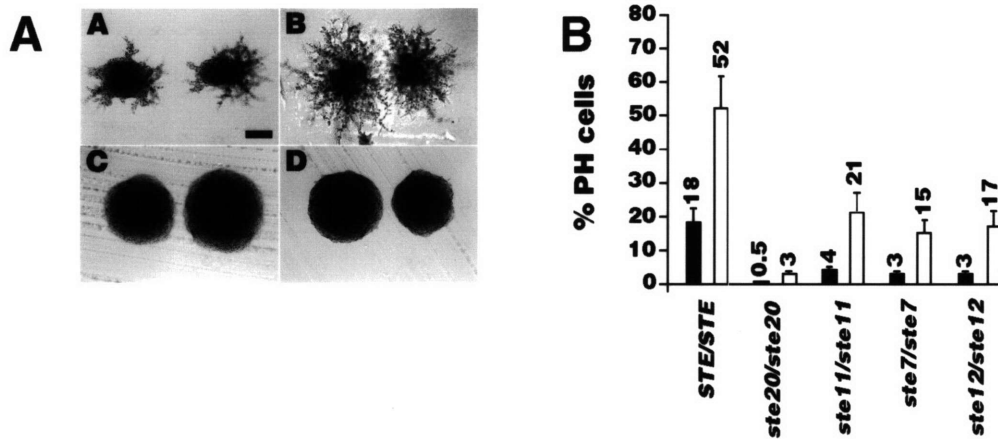 A
A
B
C
D
B
% PH cells
80
70
60
50
40
30
20
10
0
18
52
0.5
3
4
21
3
15
3
17
STE/STE
ste20/ste20
ste11/ste11
ste7/ste7
ste12/ste12